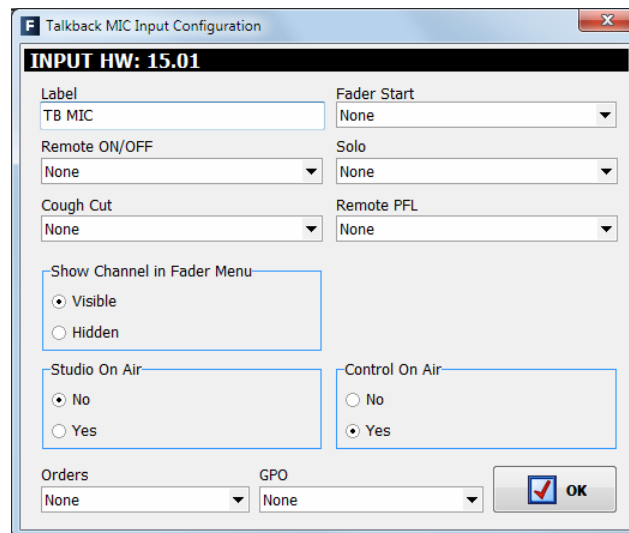 F Talkback MIC Input Configuration
INPUT HW: 15.01
Label
Fader Start
TB MIC
None
Remote ON/OFF
Solo
None
None
Cough Cut
Remote PFL
None
None
Show Channel in Fader Menu
Visible
Hidden
Studio On Air
Control On Air
No
No
Yes
Yes
Orders
GPO
None
None
OK